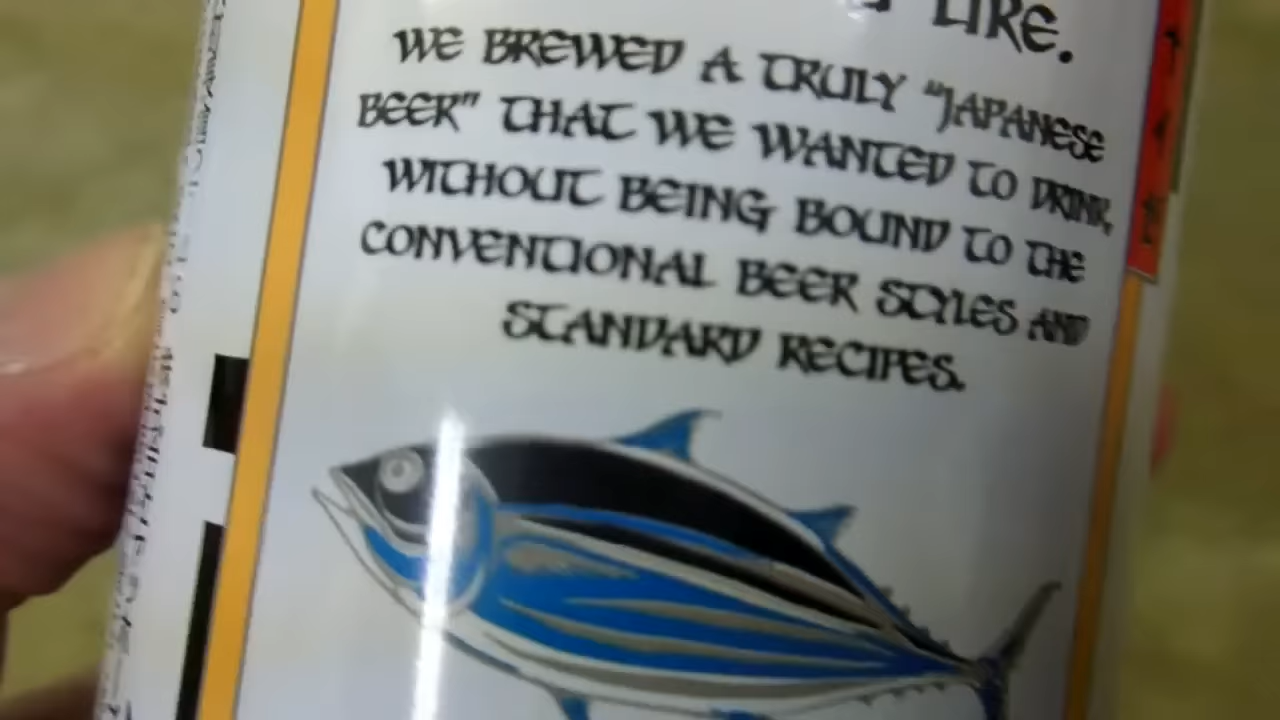 LIKE.
WE BREWED A TRULY "JAPANESE
BEER" THAT WE WANTED TO DRINK,
WITHOUT BEING BOUND TO THE
CONVENTIONAL BEER STYLES AND
STANDARD RECIPES.